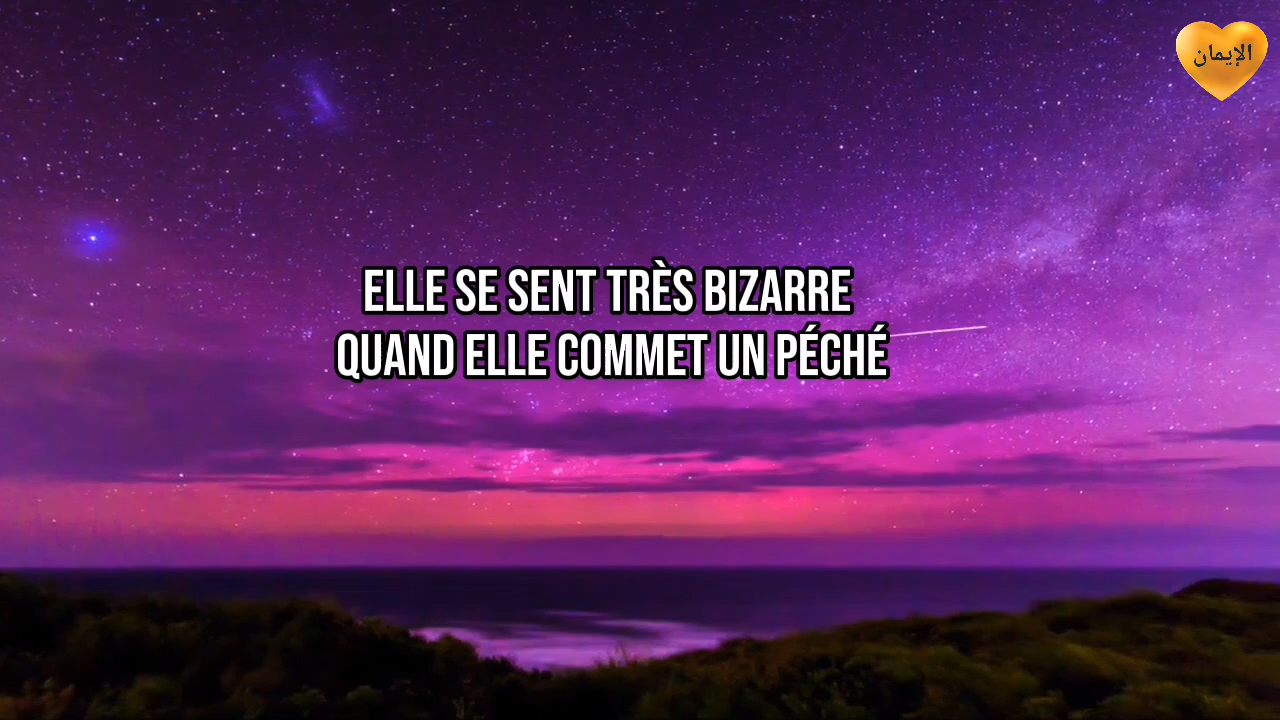 الإيمان
ELLE SE SENT TRÈS BIZARRE
QUAND ELLE COMMET UN PÉCHÉ